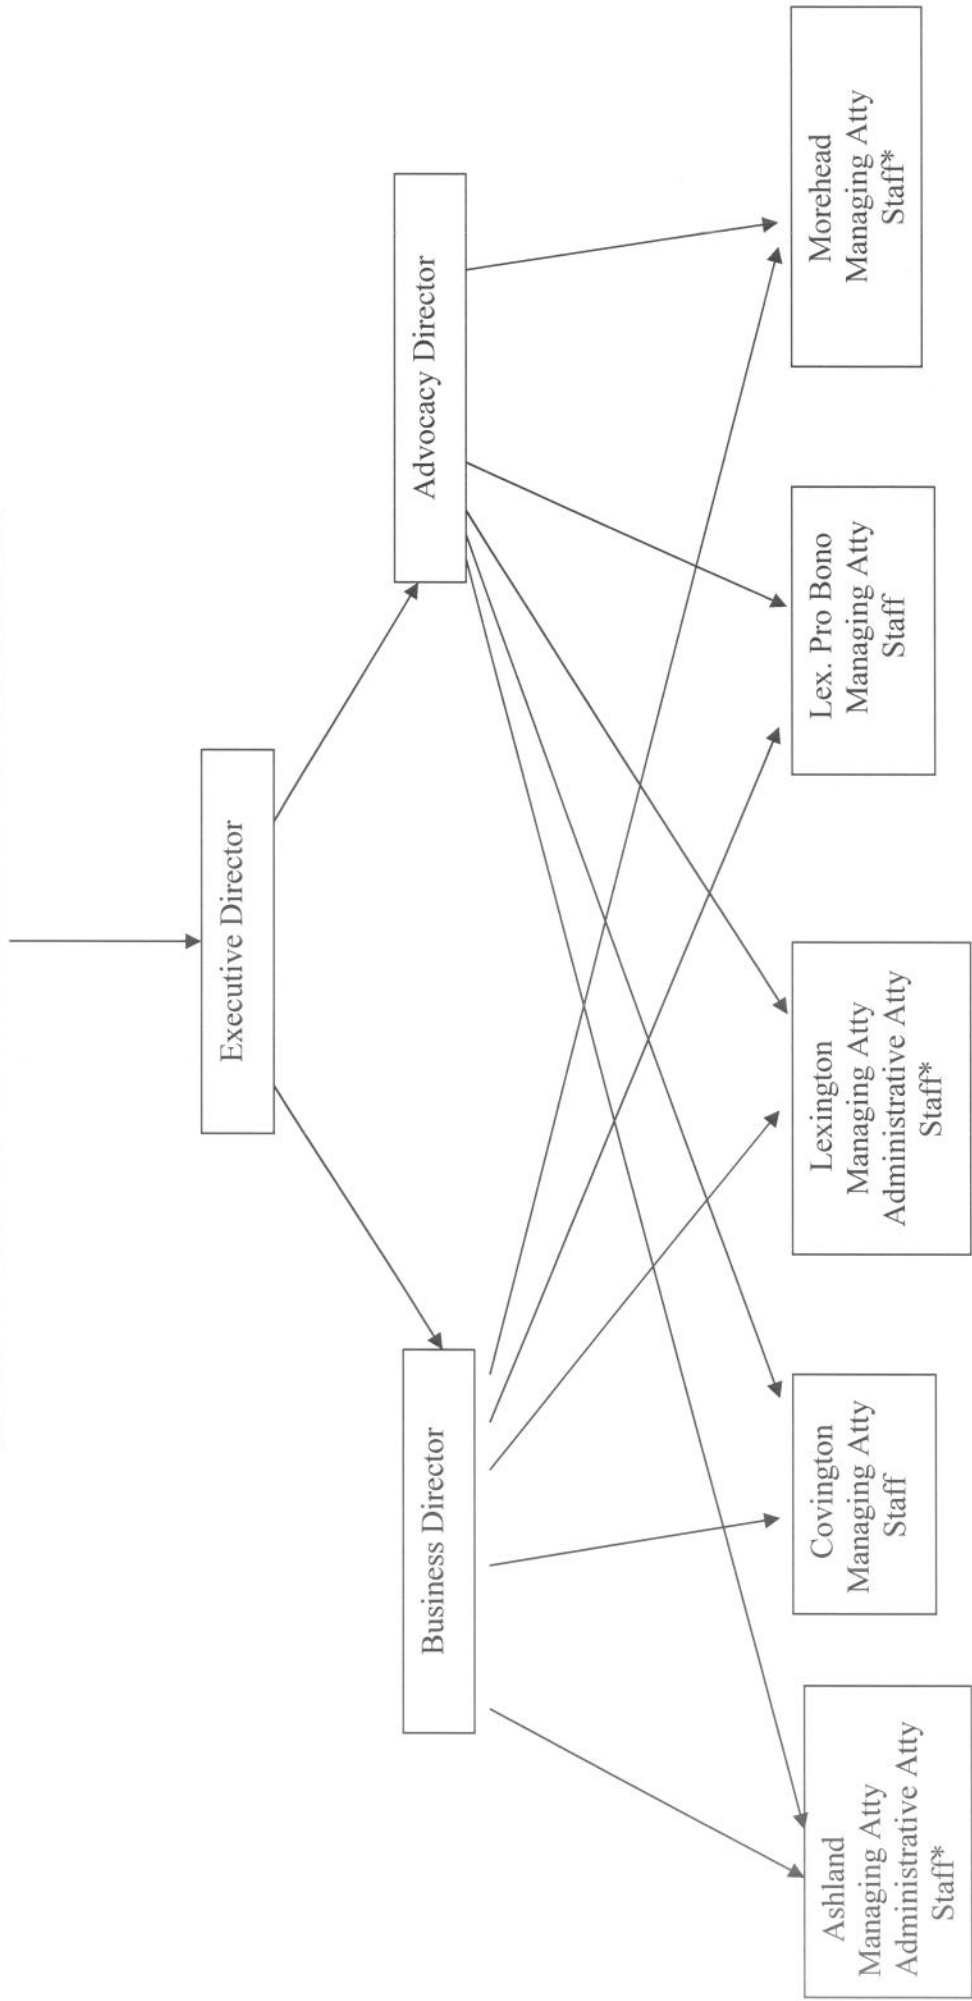 Executive Director
Business Director
Advocacy Director
Ashland
Managing Atty
Administrative Atty
Staff*
Covington
Managing Atty
Staff
Lexington
Managing Atty
Administrative Atty
Staff*
Lex. Pro Bono
Managing Atty
Staff
Morehead
Managing Atty
Staff*